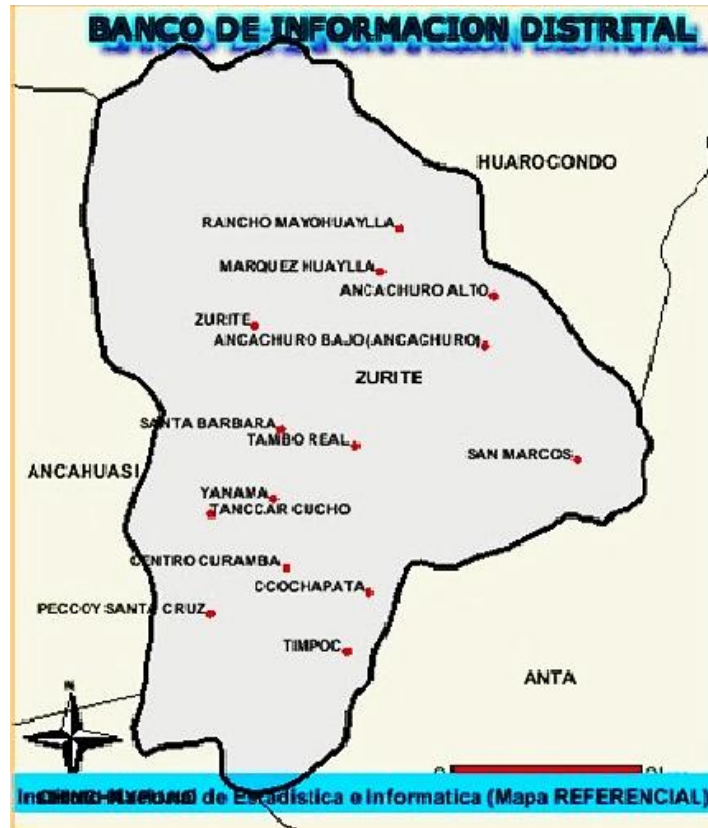 BANCO DE INFORMACION DISTRITAL
HUAROCONDO
RANCHO MAYOHUAYLLA
MARQUEZ HUAYLLA
ANCACHURO ALTO
ZURITE
ANCACHURO BAJO(ANCACHURO)
ZURITE
SANTA BARBARA
TAMBO REAL
SAN MARCOS
ANCAHUASI
YANAMA
TANCCAR CUCHO
CENTRO CURAMBA
CCOCHAPATA
PECCOY SANTA CRUZ
TIMPOC
ANTA
N
0
Nacional de Estadistica e Informatica (Mapa REFERENCIAL)